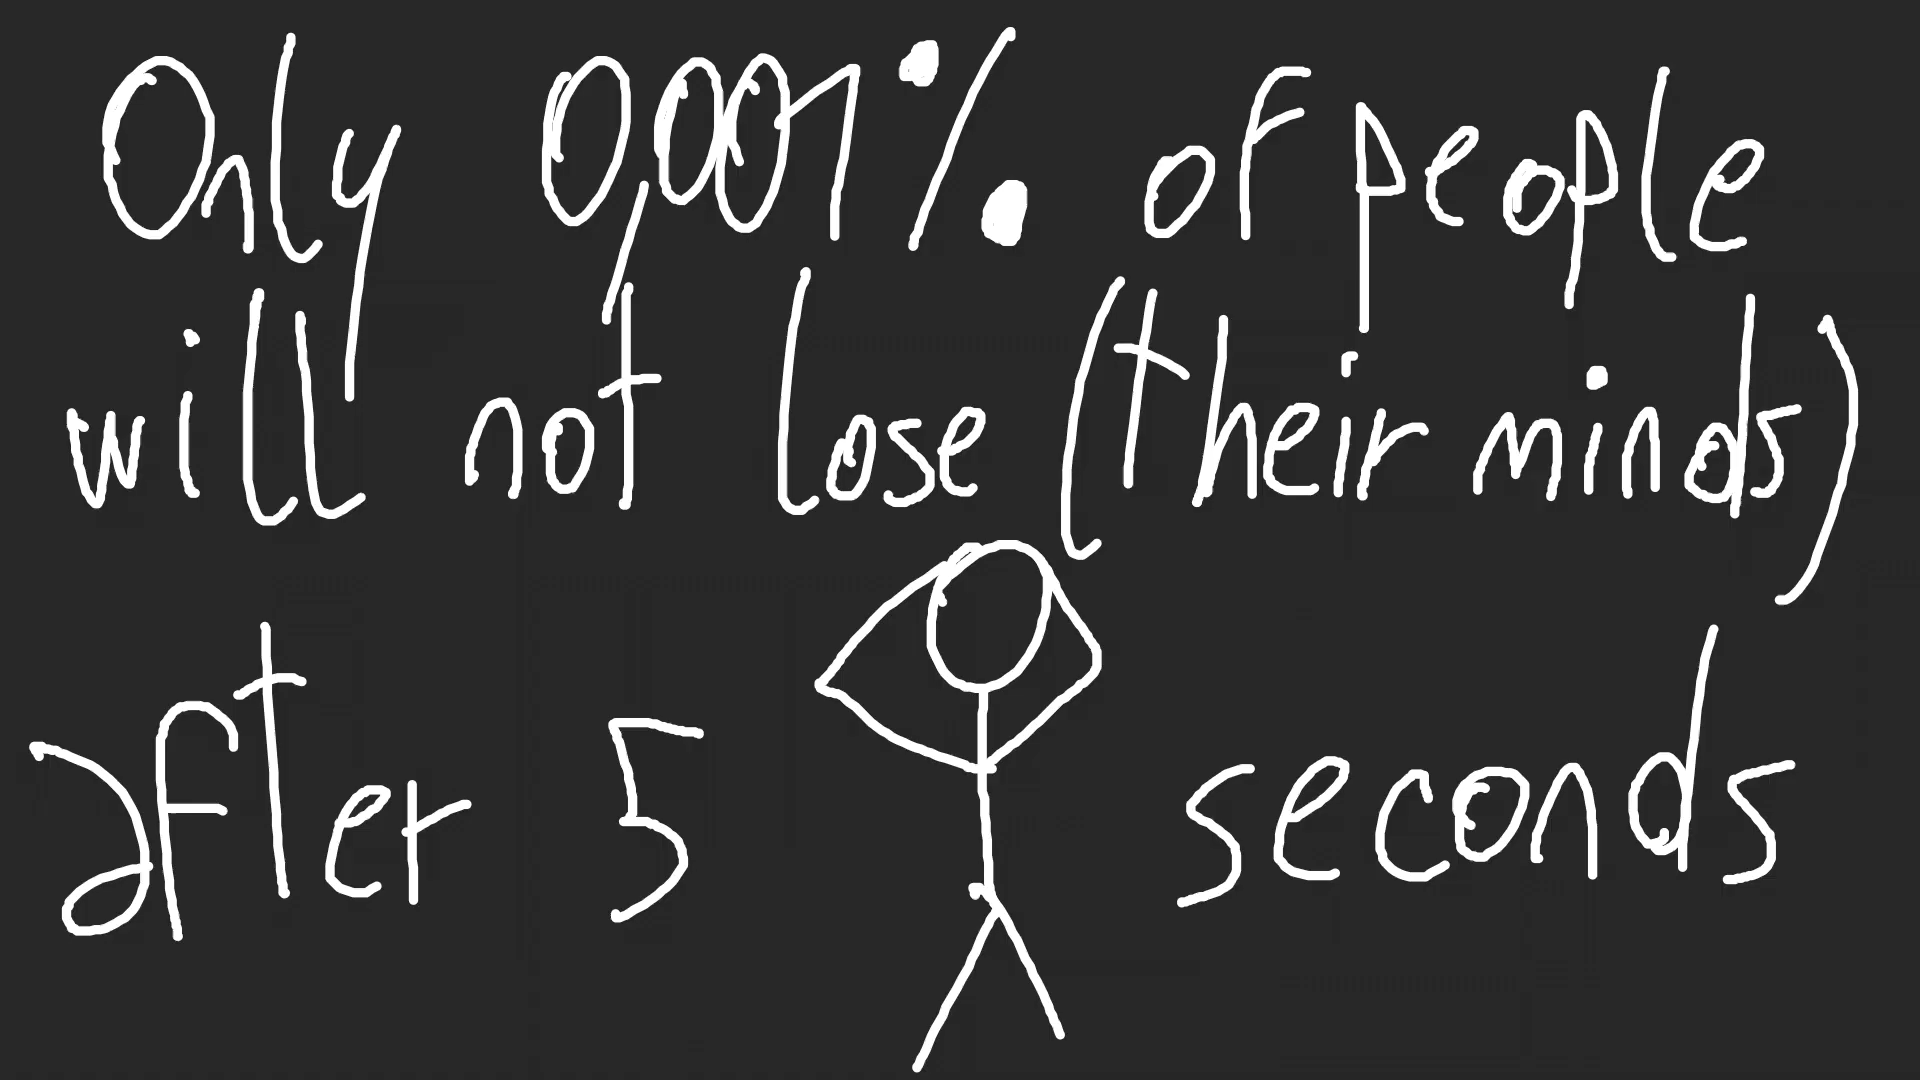 Only 0,001% of people
will not lose (their minds)
after 5 seconds